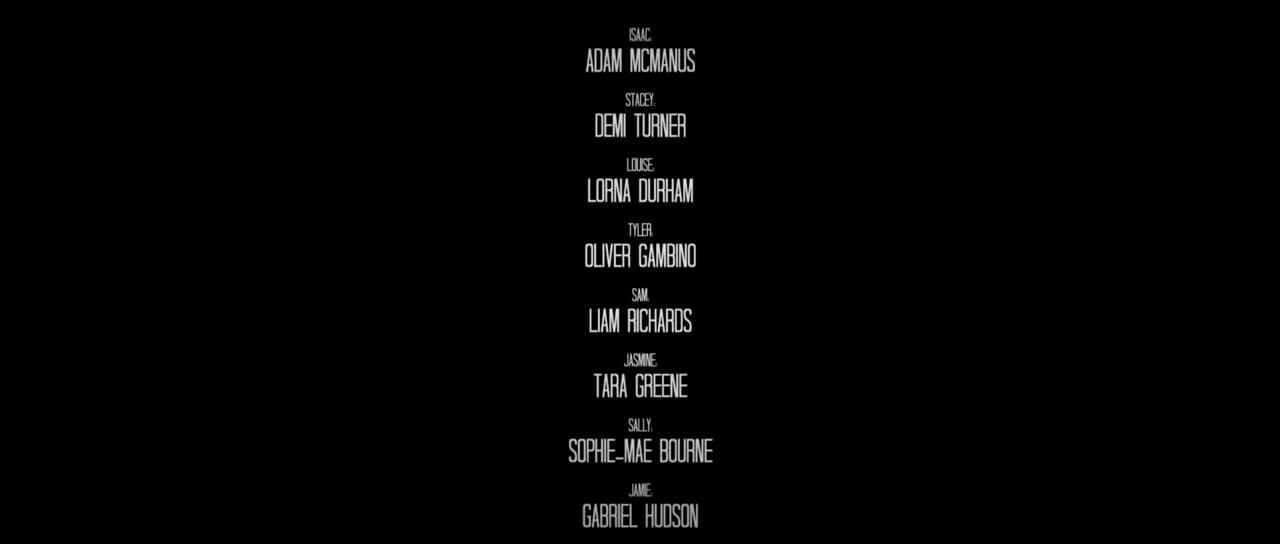 ISAAC:
ADAM MCMANUS
STACEY:
DEMI TURNER
LOUISE:
LORNA DURHAM
TYLER:
OLIVER GAMBINO
SAM:
LIAM RICHARDS
JASMINE:
TARA GREENE
SALLY:
SOPHIE-MAE BOURNE
JAMIE:
GABRIEL HUDSON